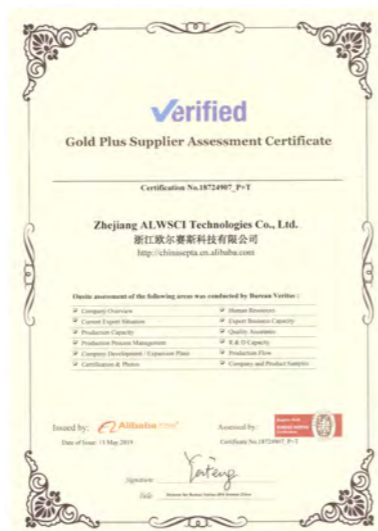 Verified
Gold Plus Supplier Assessment Certificate
Certification No.18724907_P+T
Zhejiang ALWSCI Technologies Co., Ltd.
浙江欧尔赛斯科技有限公司
http://chinasepta.en.alibaba.com
Onsite assessment of the following areas was conducted by Bureau Veritas :
Company Overview Human Resources
Current Export Situation Export Business Capacity
Production Capacity Quality Assurance
Production Process Management R & D Capacity
Company Development / Expansion Plans Production Flow
Certification & Photos Company and Product Samples
Issued by: Alibaba.com Assessed by:
BUREAU VERITAS
Date of Issue: 11 May 2019 Certificate No.18724907_P+T
Signature
Title